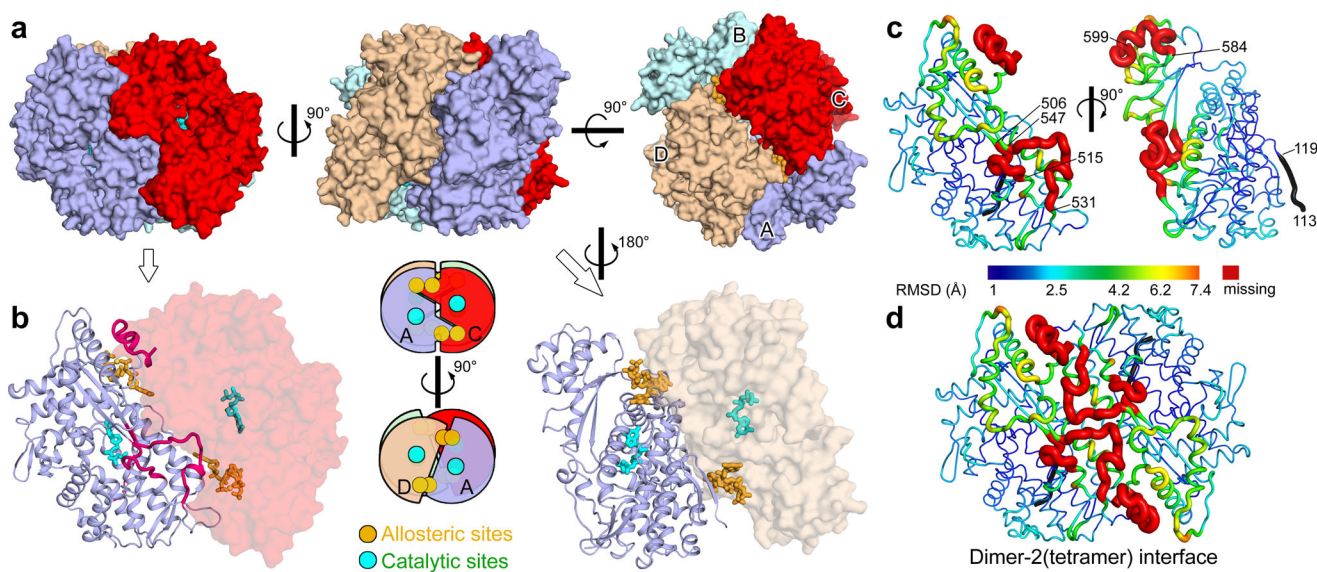 a
90°
90°
B
C
D
A
180°
c
599
584
506
547
515
531
90°
119
113
RMSD (Å)
1
2.5
4.2
6.2
7.4
missing
b
A
C
90°
D
A
Allosteric sites
Catalytic sites
d
Dimer-2(tetramer) interface